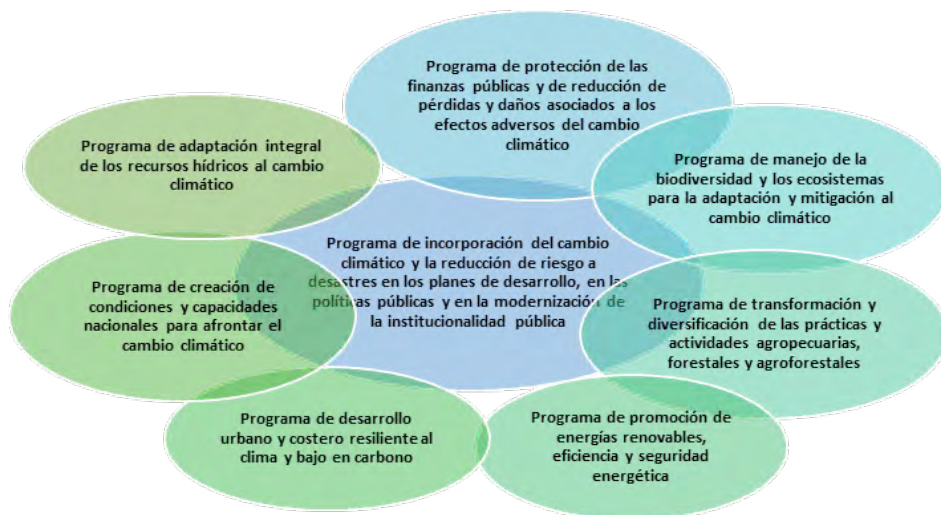 Programa de protección de las
finanzas públicas y de reducción de
pérdidas y daños asociados a los
efectos adversos del cambio
climático
Programa de adaptación integral
de los recursos hídricos al cambio
climático
Programa de manejo de la
biodiversidad y los ecosistemas
para la adaptación y mitigación al
cambio climático
Programa de incorporación del cambio
climático y la reducción de riesgo a
desastres en los planes de desarrollo, en las
políticas públicas y en la modernización de
la institucionalidad pública
Programa de creación de
condiciones y capacidades
nacionales para afrontar el
cambio climático
Programa de transformación y
diversificación de las prácticas y
actividades agropecuarias,
forestales y agroforestales
Programa de desarrollo
urbano y costero resiliente al
clima y bajo en carbono
Programa de promoción de
energías renovables,
eficiencia y seguridad
energética